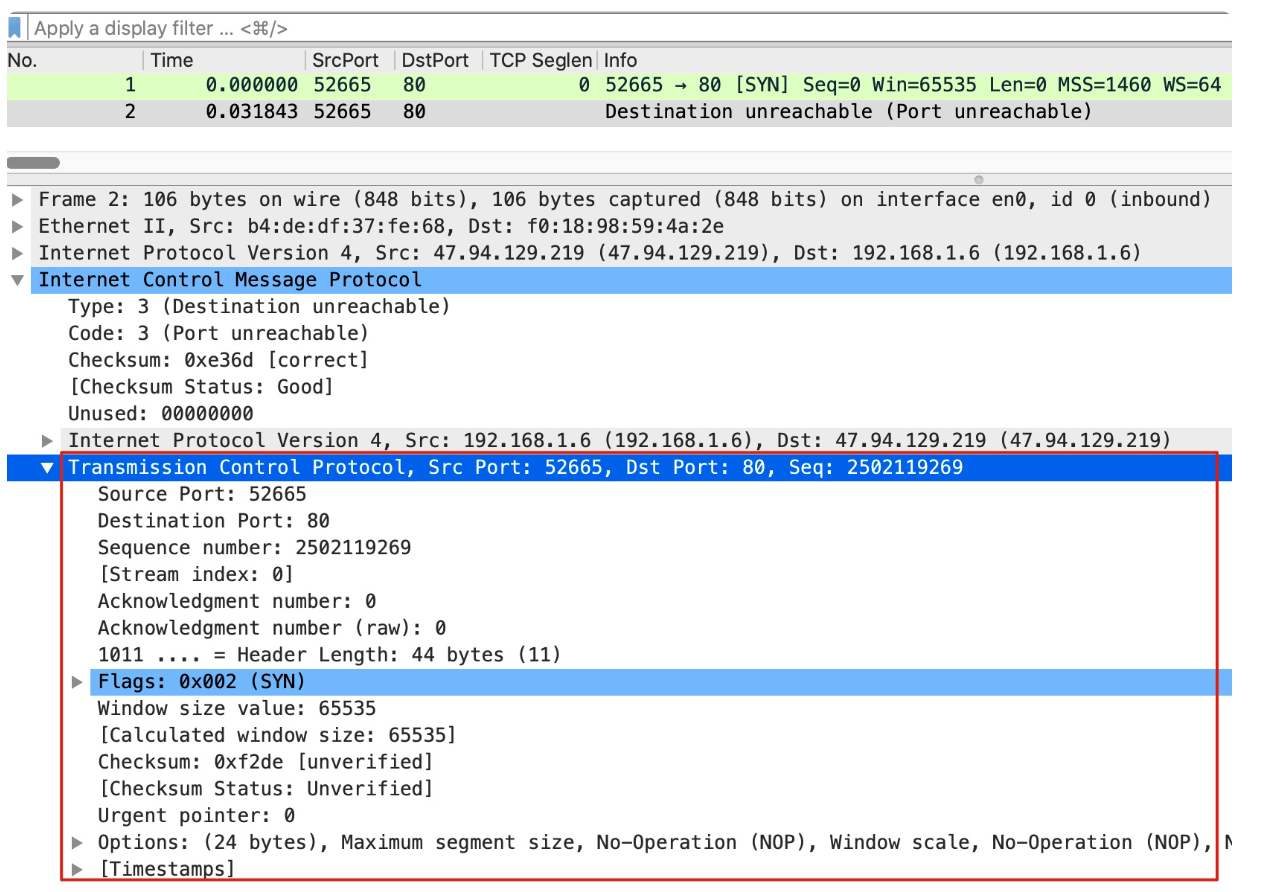 Apply a display filter ... <⌘/>
No. Time SrcPort DstPort TCP Seglen Info
1 0.000000 52665 80 0 52665 → 80 [SYN] Seq=0 Win=65535 Len=0 MSS=1460 WS=64
2 0.031843 52665 80 Destination unreachable (Port unreachable)
Frame 2: 106 bytes on wire (848 bits), 106 bytes captured (848 bits) on interface en0, id 0 (inbound)
Ethernet II, Src: b4:de:df:37:fe:68, Dst: f0:18:98:59:4a:2e
Internet Protocol Version 4, Src: 47.94.129.219 (47.94.129.219), Dst: 192.168.1.6 (192.168.1.6)
Internet Control Message Protocol
Type: 3 (Destination unreachable)
Code: 3 (Port unreachable)
Checksum: 0xe36d [correct]
[Checksum Status: Good]
Unused: 00000000
Internet Protocol Version 4, Src: 192.168.1.6 (192.168.1.6), Dst: 47.94.129.219 (47.94.129.219)
Transmission Control Protocol, Src Port: 52665, Dst Port: 80, Seq: 2502119269
Source Port: 52665
Destination Port: 80
Sequence number: 2502119269
[Stream index: 0]
Acknowledgment number: 0
Acknowledgment number (raw): 0
1011 .... = Header Length: 44 bytes (11)
Flags: 0x002 (SYN)
Window size value: 65535
[Calculated window size: 65535]
Checksum: 0xf2de [unverified]
[Checksum Status: Unverified]
Urgent pointer: 0
Options: (24 bytes), Maximum segment size, No-Operation (NOP), Window scale, No-Operation (NOP),
[Timestamps]